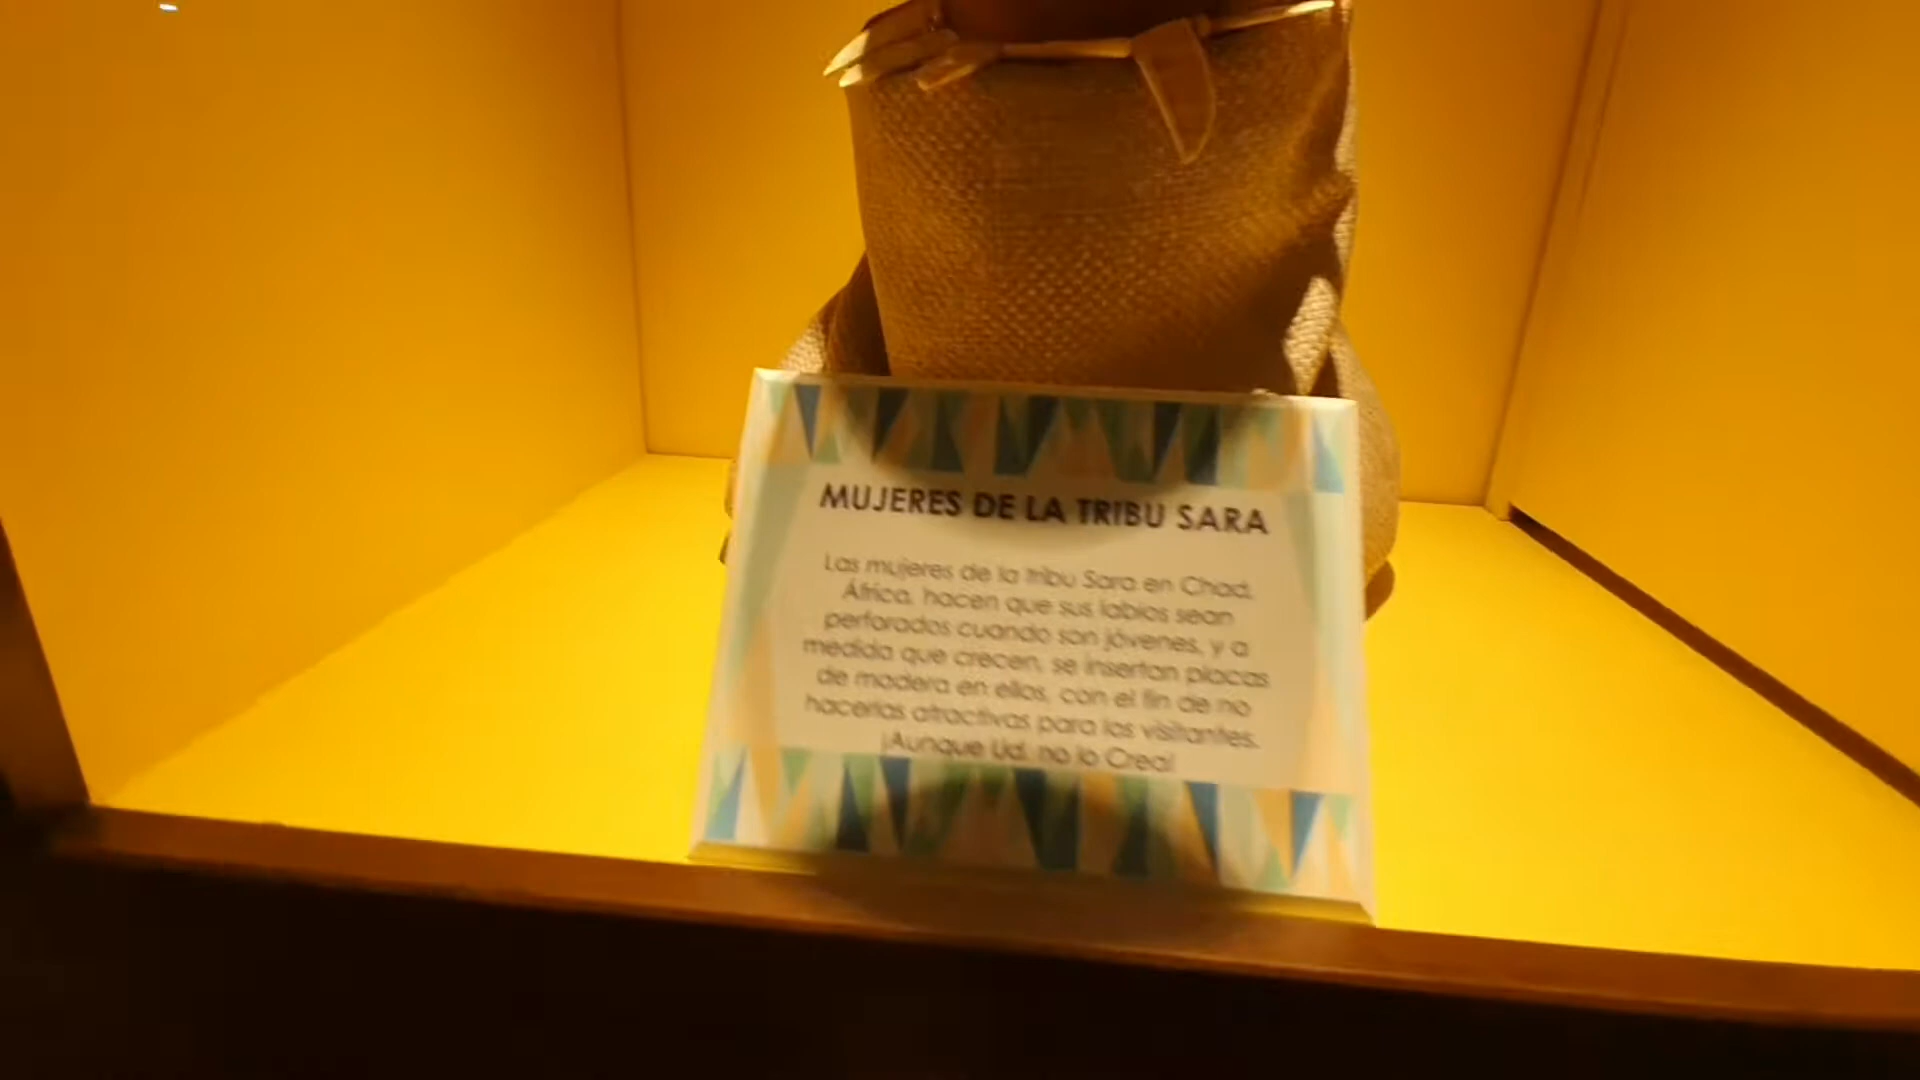 MUJERES DE LA TRIBU SARA
Las mujeres de la tribu Sara en Chad,
África, hacen que sus labios sean
perforados cuando son jóvenes, y a
medida que crecen, se insertan placas
de madera en ellos, con el fin de no
hacerlas atractivas para los visitantes.
¡Aunque Ud. no lo Crea!